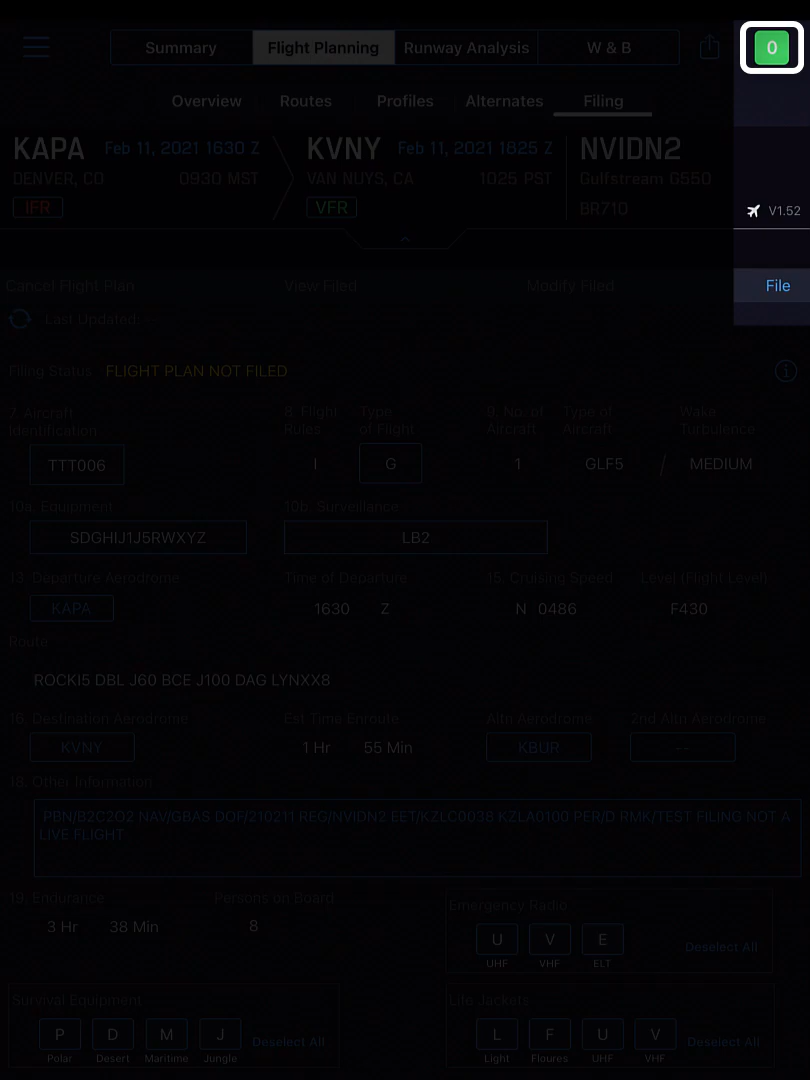 Summary Flight Planning Runway Analysis W & B 0
Overview Routes Profiles Alternates Filing
KAPA Feb 11, 2021 1630 Z KVNY Feb 11, 2021 1825 Z NVIDN2
DENVER, CO 0930 MST VAN NUYS, CA 1025 PST Gulfstream G550
IFR VFR BR710 V1.52
Cancel Flight Plan View Filed Modify Filed File
Last Updated
Filing Status FLIGHT PLAN NOT FILED
7. Aircraft 8. Flight Type 9. No. of Type of Wake
Identification Rules of Flight Aircraft Aircraft Turbulence
TTT006 I G 1 GLF5 / MEDIUM
10a. Equipment 10b. Surveillance
SDGHIJ1J5RWXYZ LB2
13. Departure Aerodrome Time of Departure 15. Cruising Speed Level (Flight Level)
KAPA 1630 Z N 0486 F430
Route
ROCKI5 DBL J60 BCE J100 DAG LYNXX8
16. Destination Aerodrome Est Time Enroute Altn Aerodrome 2nd Altn Aerodrome
KVNY 1 Hr 55 Min KBUR --
18. Other Information
PBN/B2C2O2 NAV/GBAS DOF/210211 REG/NVIDN2 EET/KZLC0038 KZLA0100 PER/D RMK/TEST FILING NOT A
LIVE FLIGHT
19. Endurance Persons on Board Emergency Radio
3 Hr 38 Min 8
U V E Deselect All
UHF VHF ELT
Survival Equipment Life Jackets
P D M J Deselect All L F U V Deselect All
Polar Desert Maritime Jungle Light Floures UHF VHF